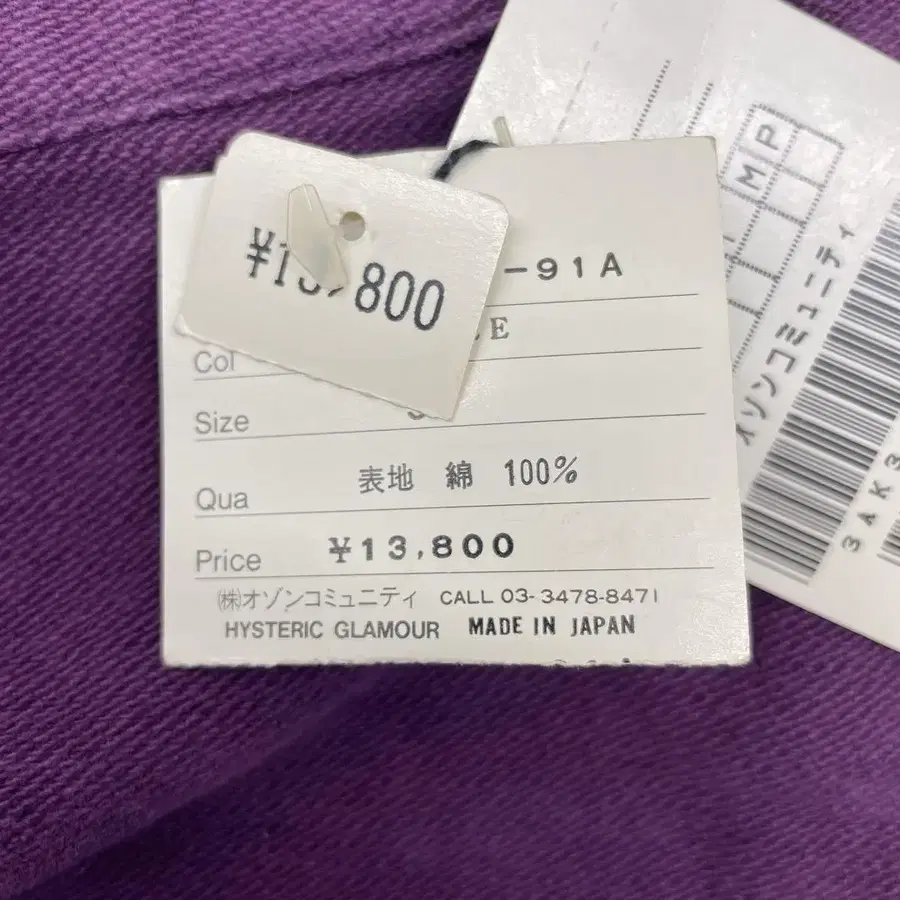 ¥13,800
-91A
Col
Size
Qua 表地 綿 100%
Price ¥13,800
㈱オゾンコミュニティ CALL 03-3478-8471
HYSTERIC GLAMOUR MADE IN JAPAN
M P
オゾンコミュニティ